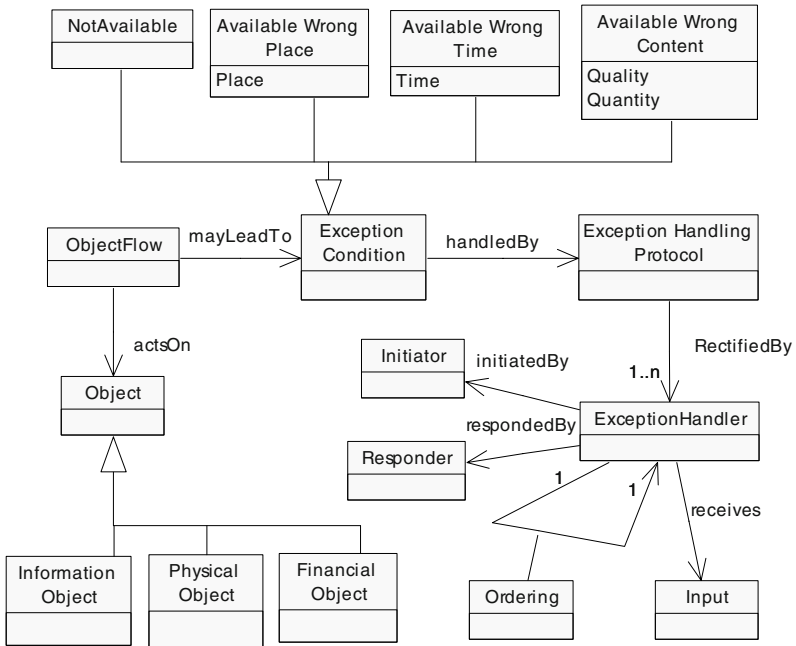 NotAvailable
Available Wrong
Place
Place
Available Wrong
Time
Time
Available Wrong
Content
Quality
Quantity
ObjectFlow
mayLeadTo
Exception
Condition
handledBy
Exception Handling
Protocol
actsOn
RectifiedBy
1..n
Object
Initiator
initiatedBy
ExceptionHandler
respondedBy
Responder
1
1
receives
Information
Object
Physical
Object
Financial
Object
Ordering
Input